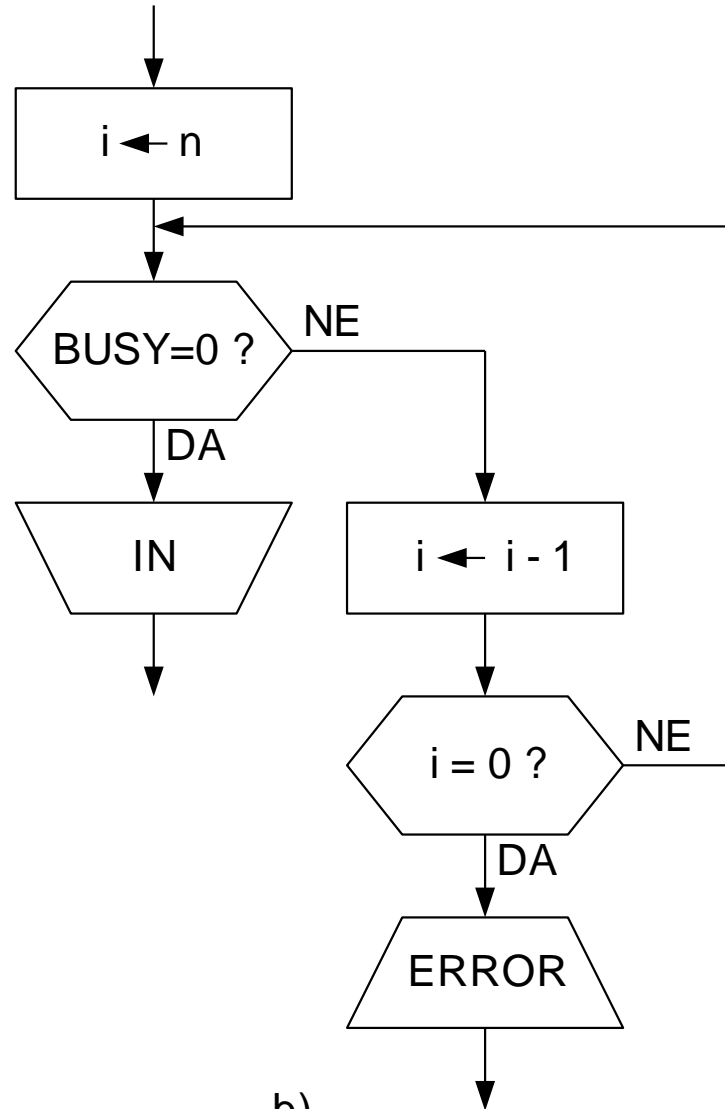 i ← n
BUSY=0 ?
NE
DA
IN
i ← i - 1
i = 0 ?
NE
DA
ERROR
b)